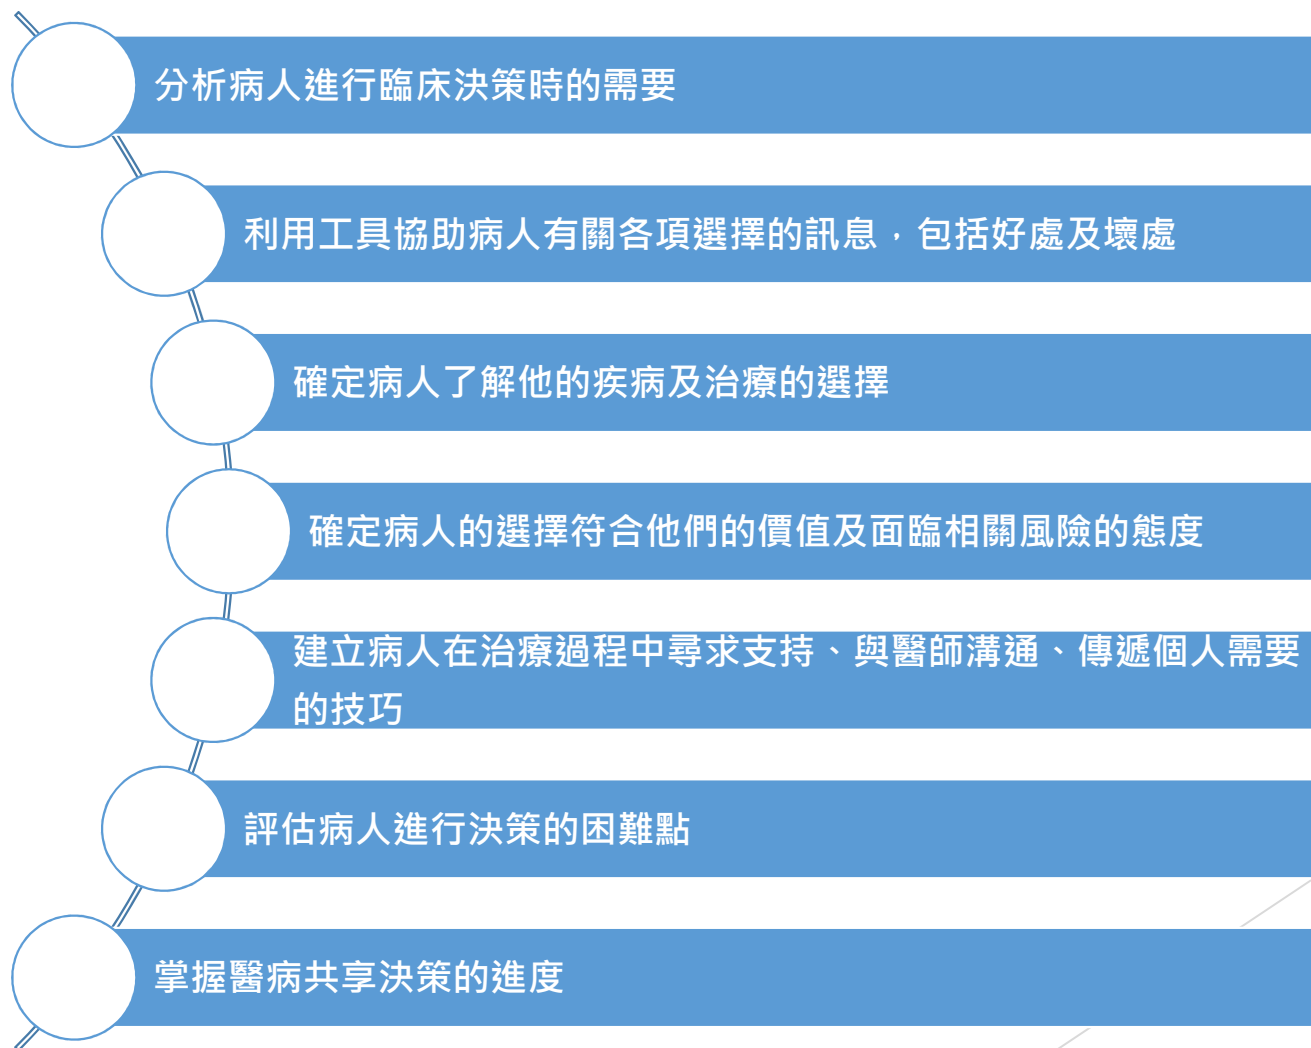 分析病人進行臨床決策時的需要
利用工具協助病人有關各項選擇的訊息，包括好處及壞處
確定病人了解他的疾病及治療的選擇
確定病人的選擇符合他們的價值及面臨相關風險的態度
建立病人在治療過程中尋求支持、與醫師溝通、傳遞個人需要
的技巧
評估病人進行決策的困難點
掌握醫病共享決策的進度